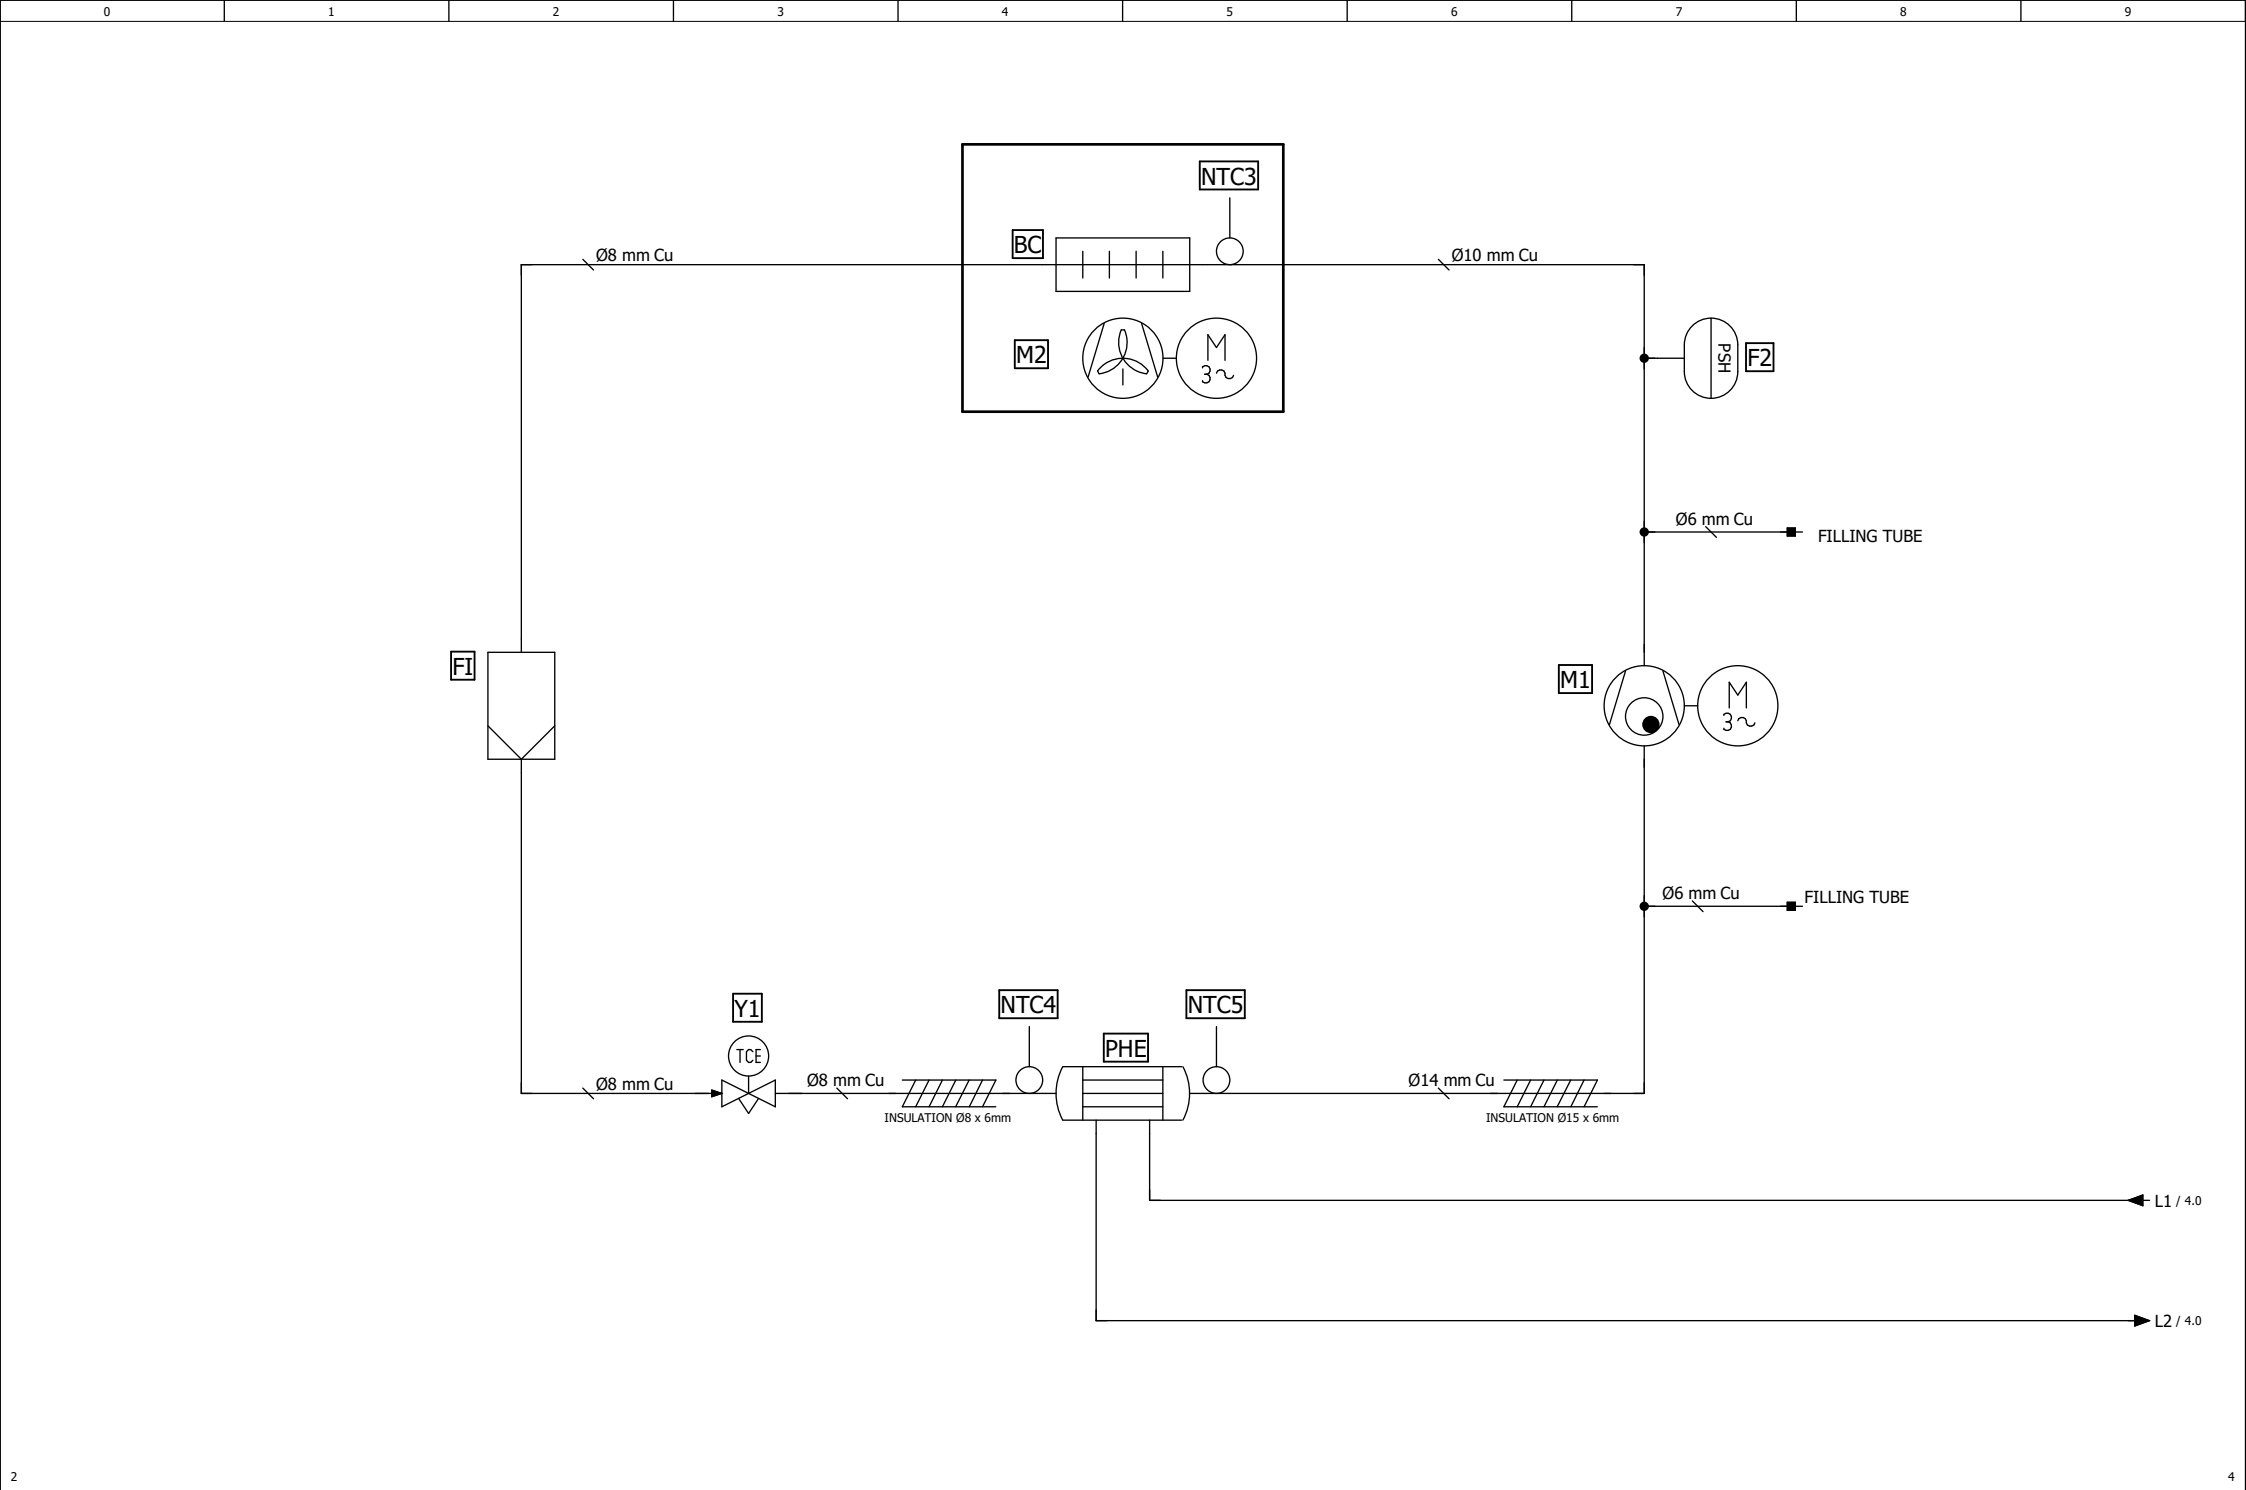 0 1 2 3 4 5 6 7 8 9
NTC3
BC
Ø8 mm Cu
Ø10 mm Cu
M2
M
3~
PSH
F2
Ø6 mm Cu
FILLING TUBE
FI
M1
M
3~
Ø6 mm Cu
FILLING TUBE
Y1
NTC4
NTC5
TCE
PHE
Ø8 mm Cu
Ø8 mm Cu
Ø14 mm Cu
INSULATION Ø8 x 6mm
INSULATION Ø15 x 6mm
L1 / 4.0
L2 / 4.0
2
4